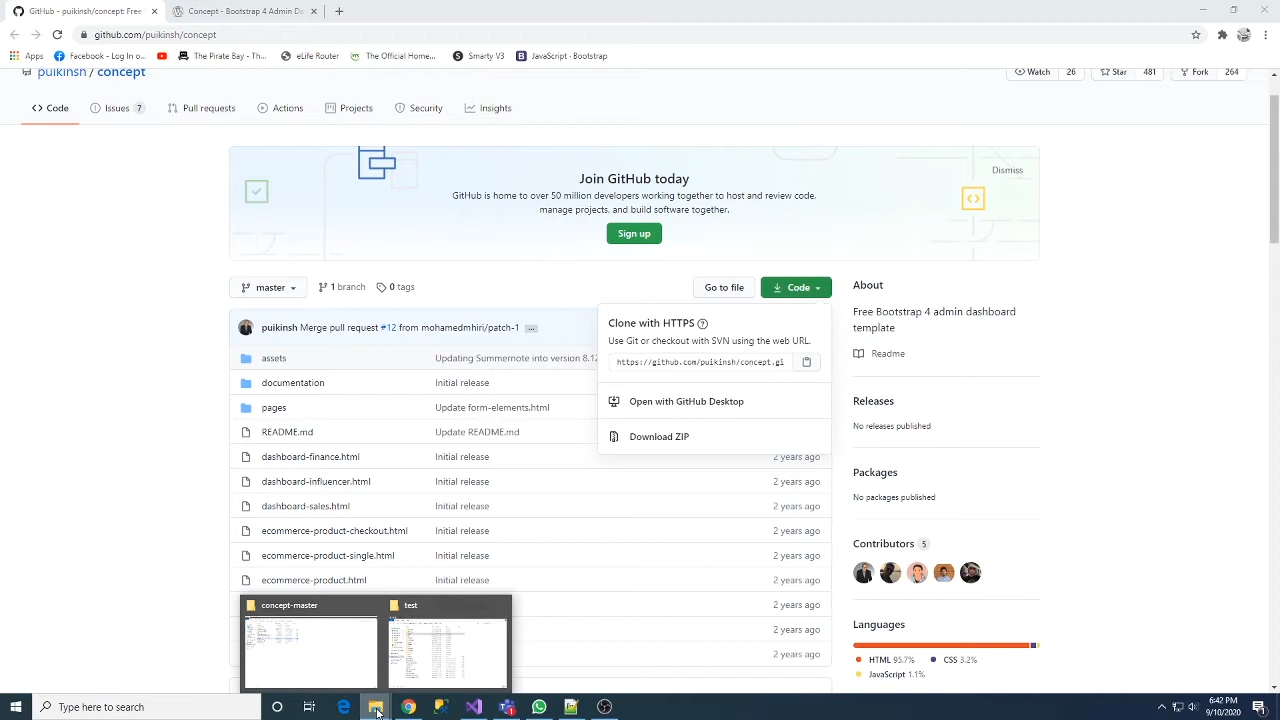 GitHub - puikinsh/concept: Free
Concept - Bootstrap 4 Admin Da
github.com/puikinsh/concept
Apps
Facebook - Log In o...
The Pirate Bay - Th...
eLife Router
The Official Home...
Smarty V3
JavaScript · Bootstrap
puikinsh / concept
Watch 26
Star 481
Fork 264
Code
Issues 7
Pull requests
Actions
Projects
Security
Insights
Join GitHub today
Dismiss
GitHub is home to over 50 million developers working together to host and review code,
manage projects, and build software together.
Sign up
master
1 branch
0 tags
Go to file
Code
puikinsh Merge pull request #12 from mohamedmhiri/patch-1 ...
assets Updating Summernote into version 8.12
documentation Initial release
pages Update form-elements.html
README.md Update README.md
dashboard-finance.html Initial release 2 years ago
dashboard-influencer.html Initial release 2 years ago
dashboard-sales.html Initial release 2 years ago
ecommerce-product-checkout.html Initial release 2 years ago
ecommerce-product-single.html Initial release 2 years ago
ecommerce-product.html Initial release 2 years ago
2 years ago
2 years ago
2 years ago
Clone with HTTPS
Use Git or checkout with SVN using the web URL.
https://github.com/puikinsh/concept.gi
Open with GitHub Desktop
Download ZIP
About
Free Bootstrap 4 admin dashboard
template
Readme
Releases
No releases published
Packages
No packages published
Contributors 5
Languages
HTML 95.7%
CSS 3.3%
JavaScript 1.1%
concept-master
test
Type here to search
6:42 PM
9/10/2020